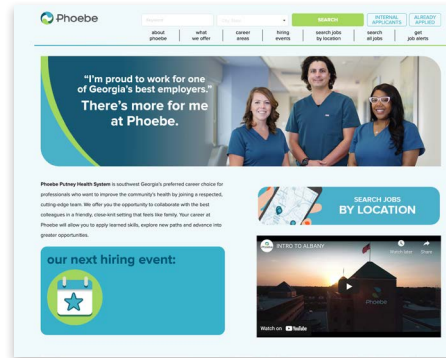 Phoebe
SEARCH
INTERNAL APPLICANTS
ALREADY APPLIED
about phoebe
what we offer
career areas
hiring events
search jobs by location
search all jobs
get job alerts
"I'm proud to work for one
of Georgia's best employers."
There's more for me
at Phoebe.
Phoebe Putney Health System is southwest Georgia's preferred career choice for
professionals who want to improve the community's health by joining a respected,
cutting-edge team. We offer you the opportunity to collaborate with the best
colleagues in a friendly, close-knit setting that feels like family. Your career at
Phoebe will allow you to apply learned skills, explore new paths and advance into
greater opportunities.
SEARCH JOBS
BY LOCATION
our next hiring event:
INTRO TO ALBANY
Watch later
Share
Phoebe
Watch on YouTube